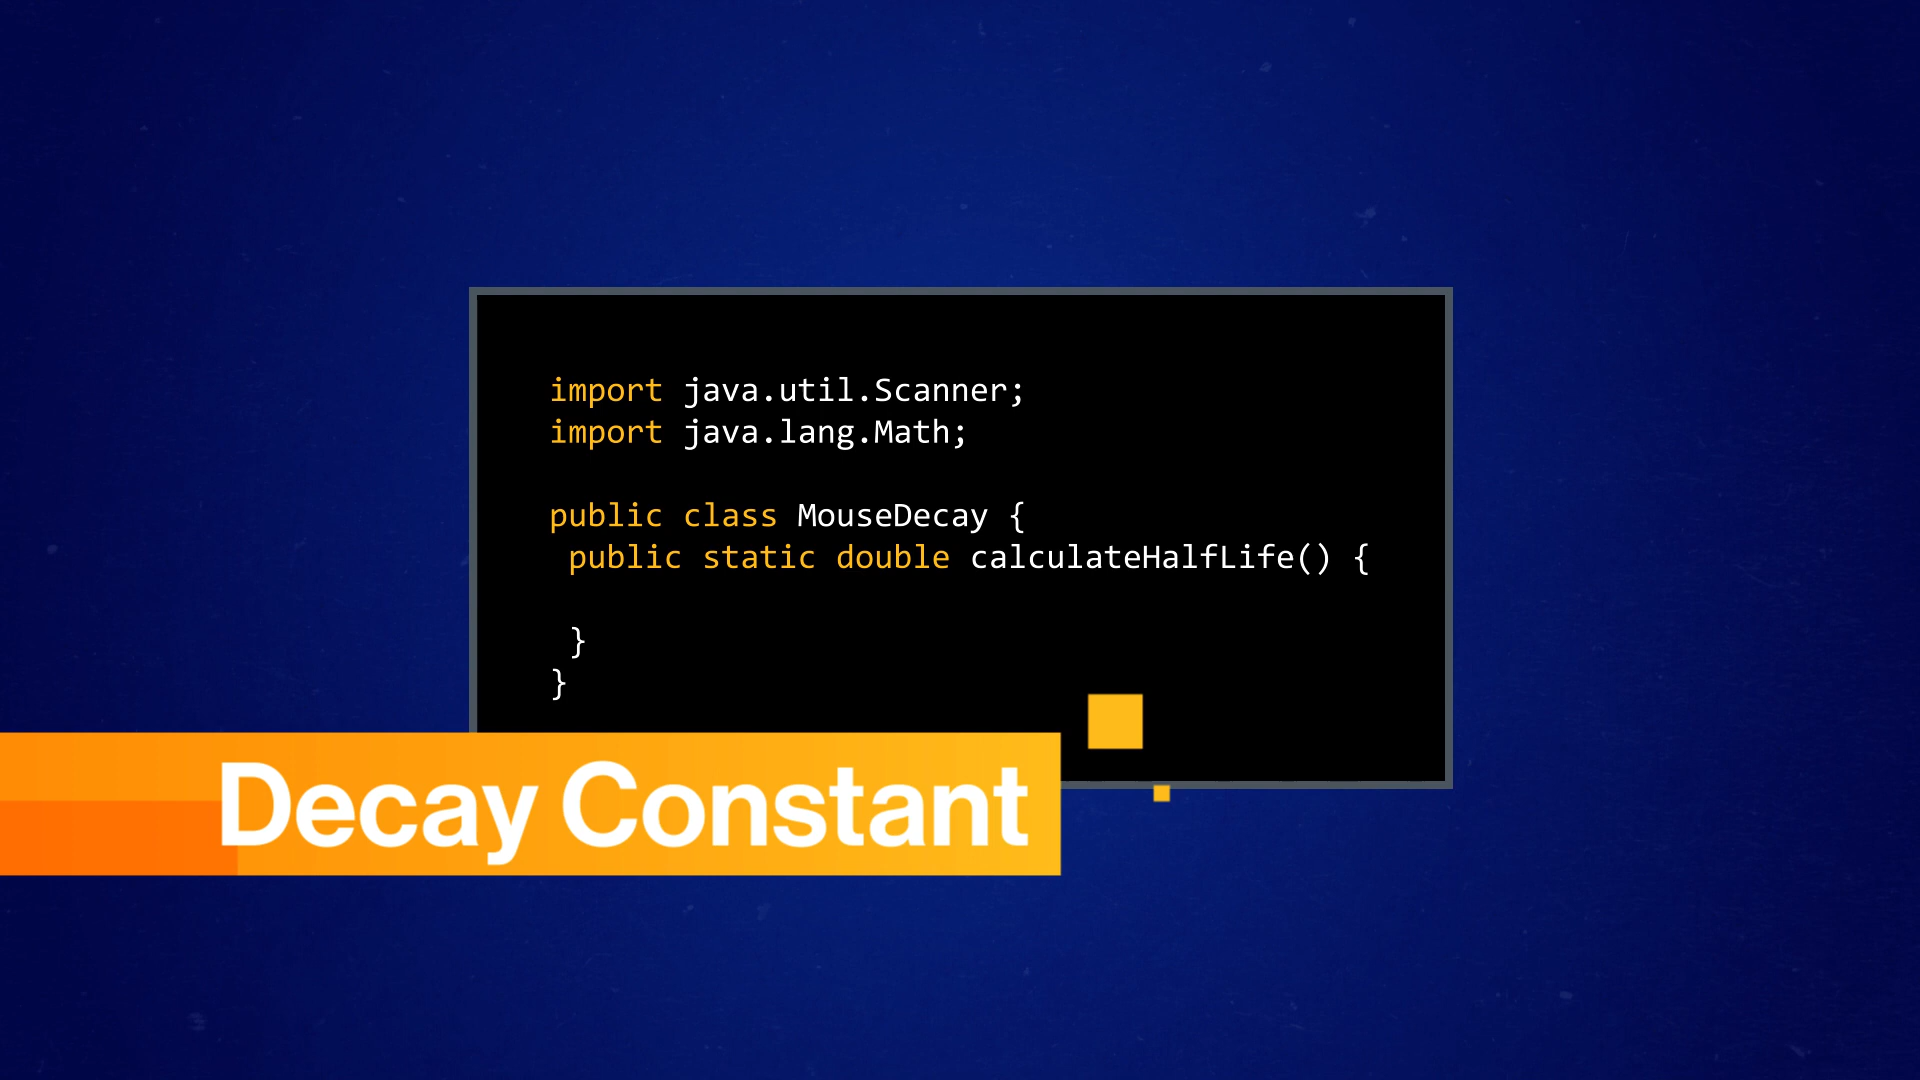 import java.util.Scanner;
import java.lang.Math;
public class MouseDecay {
public static double calculateHalfLife() {
}
}
Decay Constant